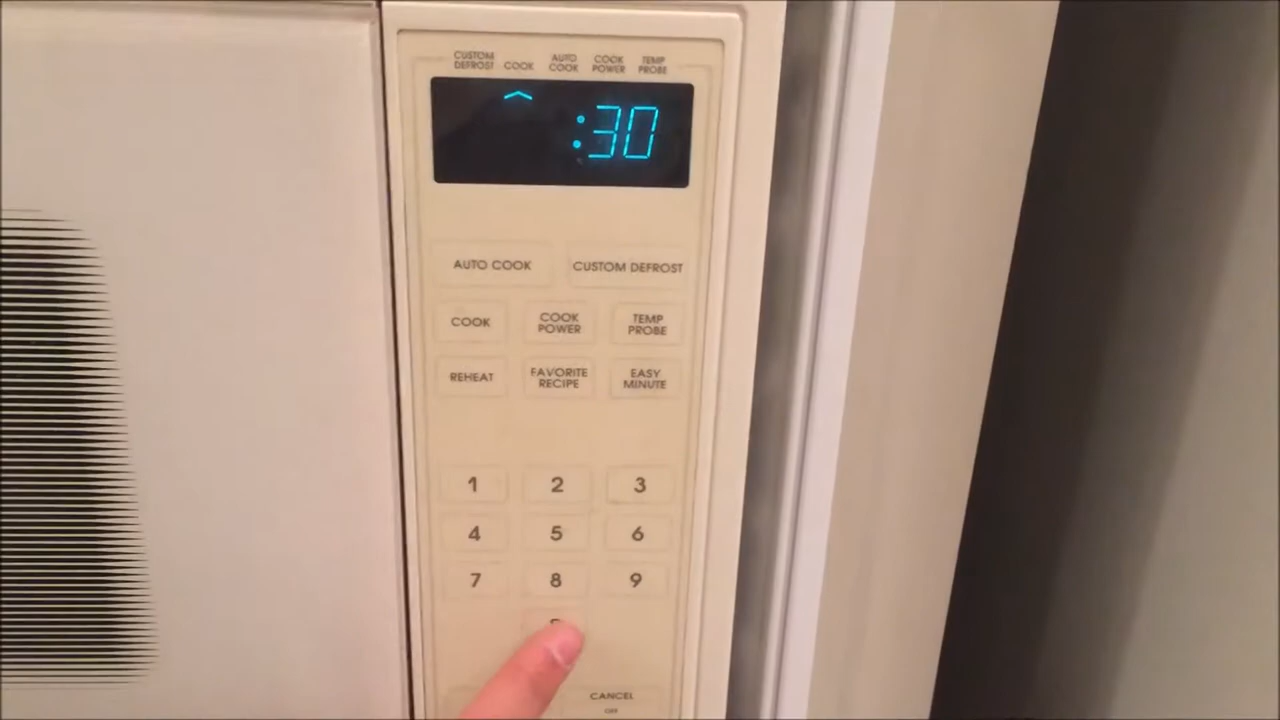 CUSTOM DEFROST
COOK
AUTO COOK
COOK POWER
TEMP PROBE
:30
AUTO COOK
CUSTOM DEFROST
COOK
COOK POWER
TEMP PROBE
REHEAT
FAVORITE RECIPE
EASY MINUTE
1 2 3
4 5 6
7 8 9
CANCEL
OFF